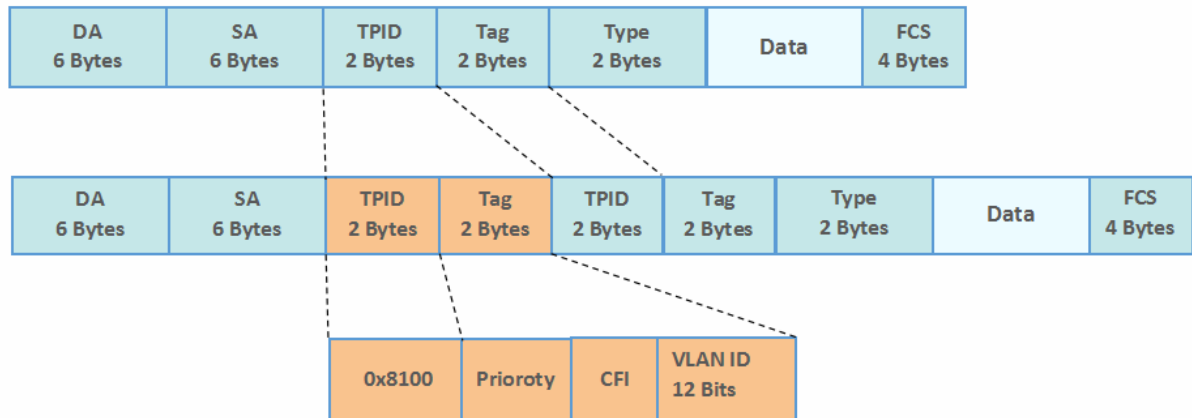 DA
6 Bytes
SA
6 Bytes
TPID
2 Bytes
Tag
2 Bytes
Type
2 Bytes
Data
FCS
4 Bytes
DA
6 Bytes
SA
6 Bytes
TPID
2 Bytes
Tag
2 Bytes
TPID
2 Bytes
Tag
2 Bytes
Type
2 Bytes
Data
FCS
4 Bytes
0x8100
Prioroty
CFI
VLAN ID
12 Bits